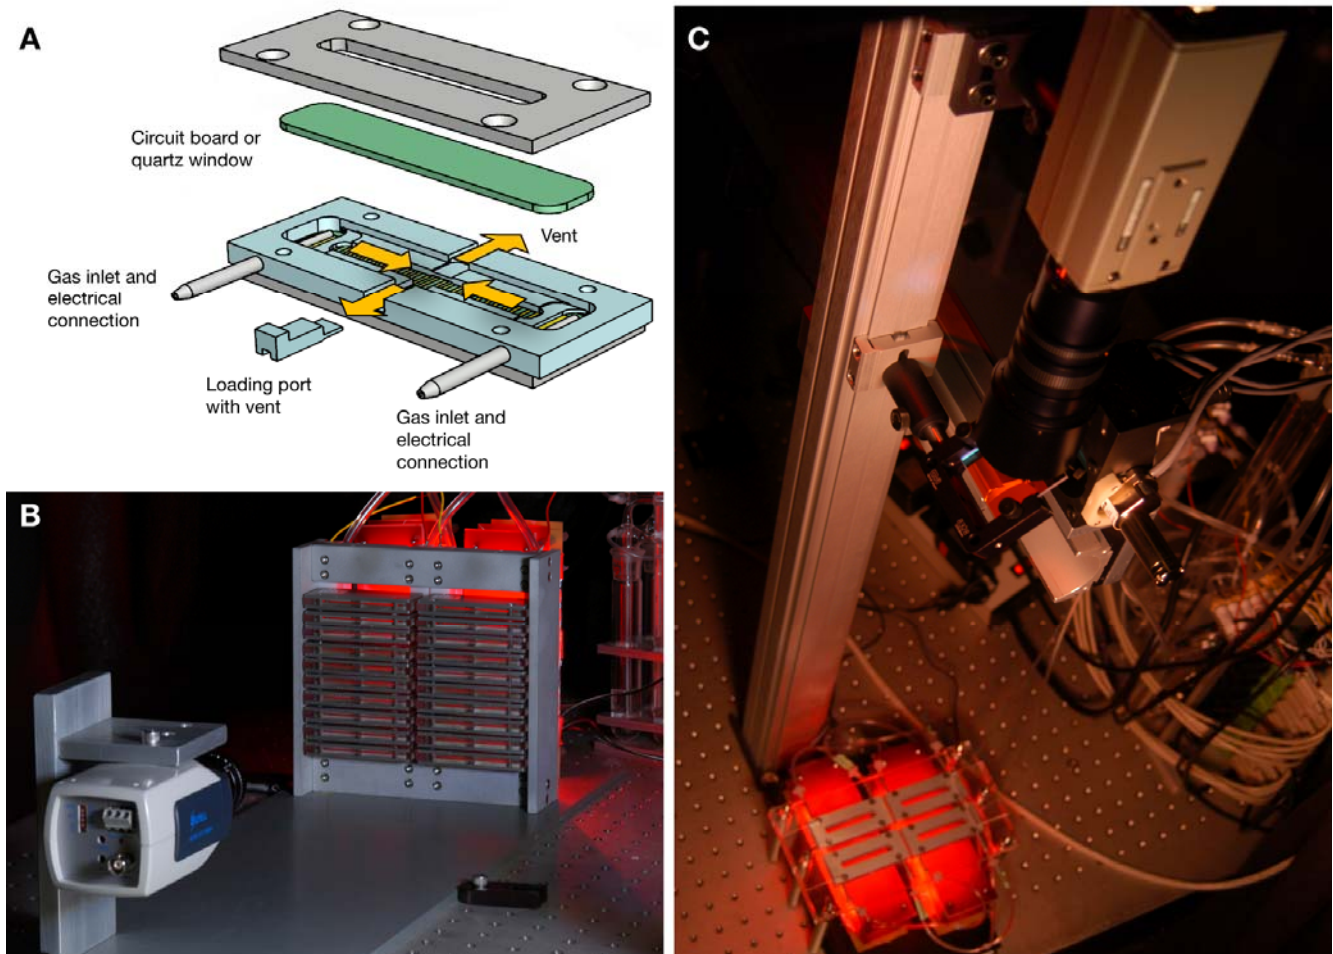 A
Circuit board or
quartz window
Vent
Gas inlet and
electrical
connection
Loading port
with vent
Gas inlet and
electrical
connection
B
C